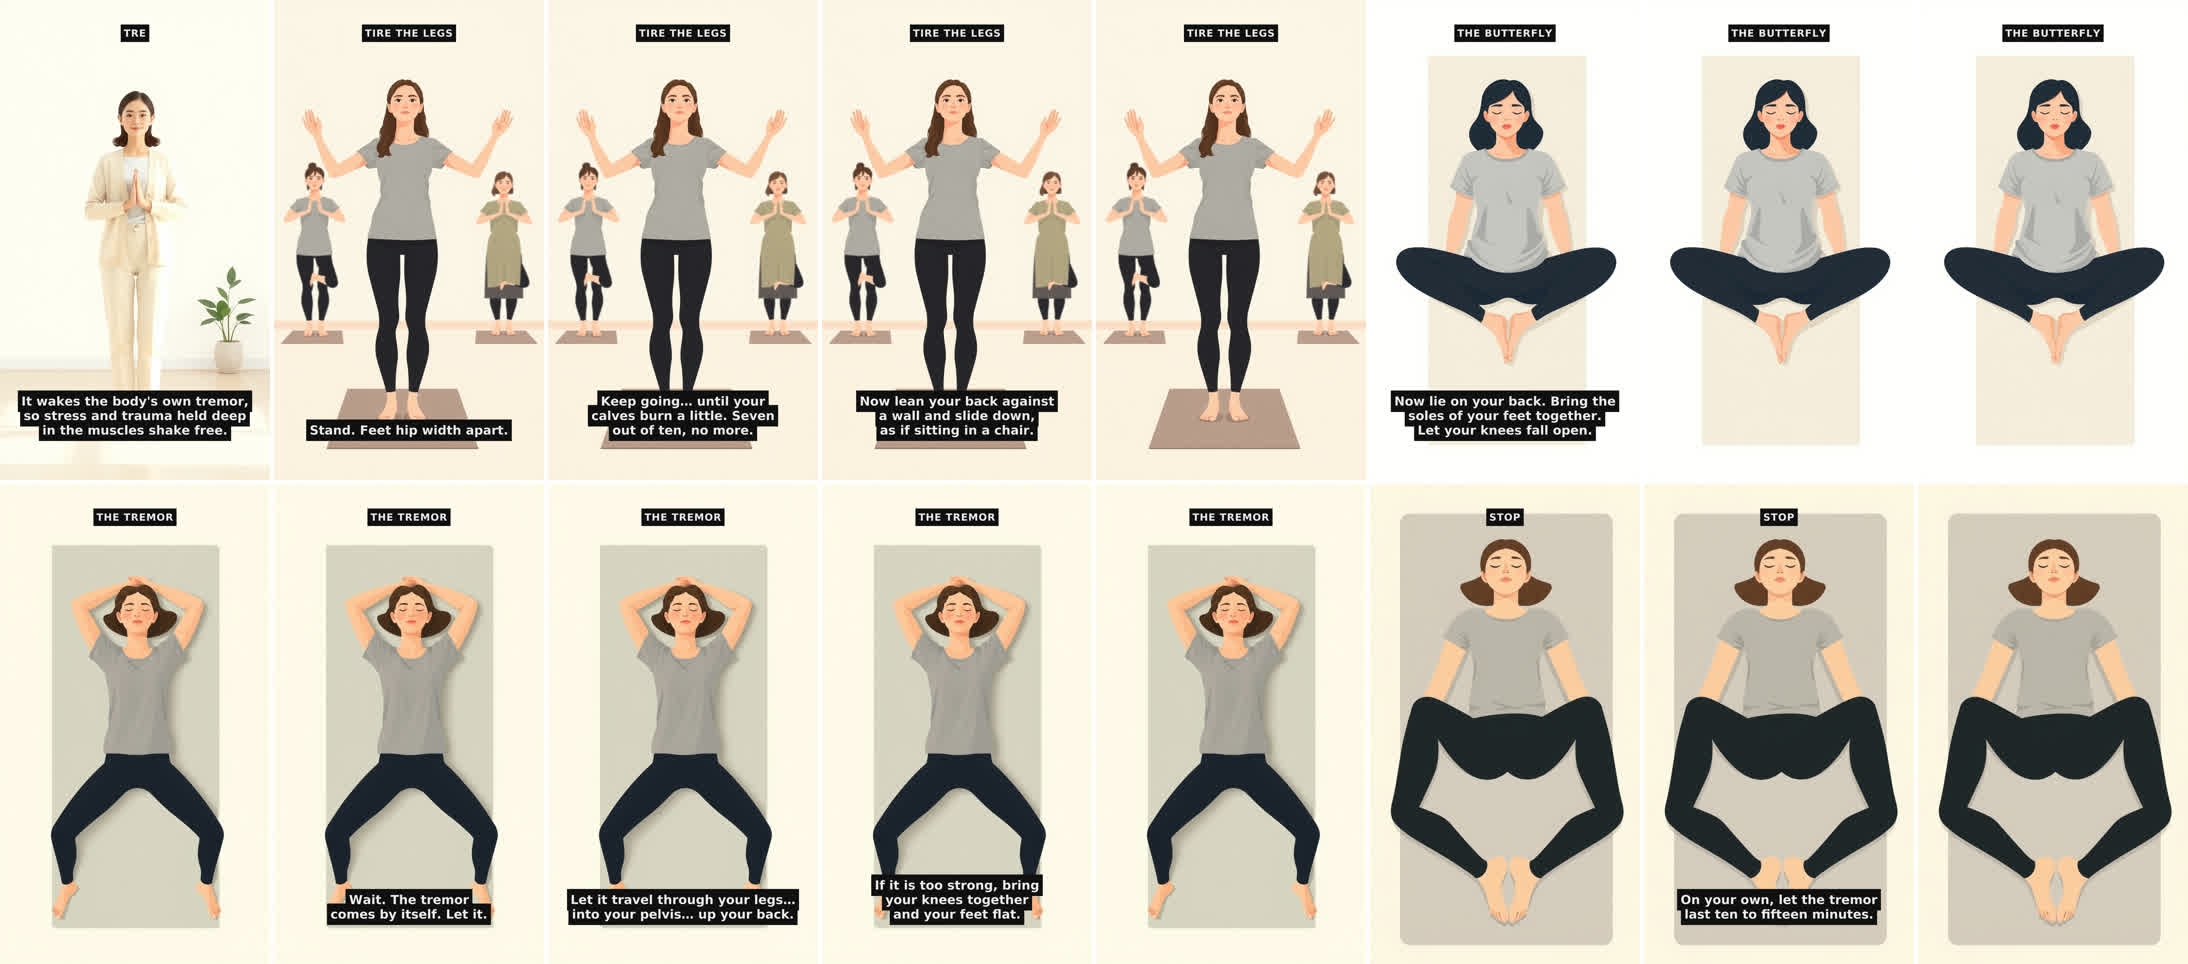 TRE
It wakes the body's own tremor,
so stress and trauma held deep
in the muscles shake free.
TIRE THE LEGS
Stand. Feet hip width apart.
TIRE THE LEGS
Keep going... until your
calves burn a little. Seven
out of ten, no more.
TIRE THE LEGS
Now lean your back against
a wall and slide down,
as if sitting in a chair.
TIRE THE LEGS
THE BUTTERFLY
Now lie on your back. Bring the
soles of your feet together.
Let your knees fall open.
THE BUTTERFLY
THE BUTTERFLY
THE TREMOR
THE TREMOR
Wait. The tremor
comes by itself. Let it.
THE TREMOR
Let it travel through your legs...
into your pelvis... up your back.
THE TREMOR
If it is too strong, bring
your knees together
and your feet flat.
THE TREMOR
STOP
STOP
On your own, let the tremor
last ten to fifteen minutes.